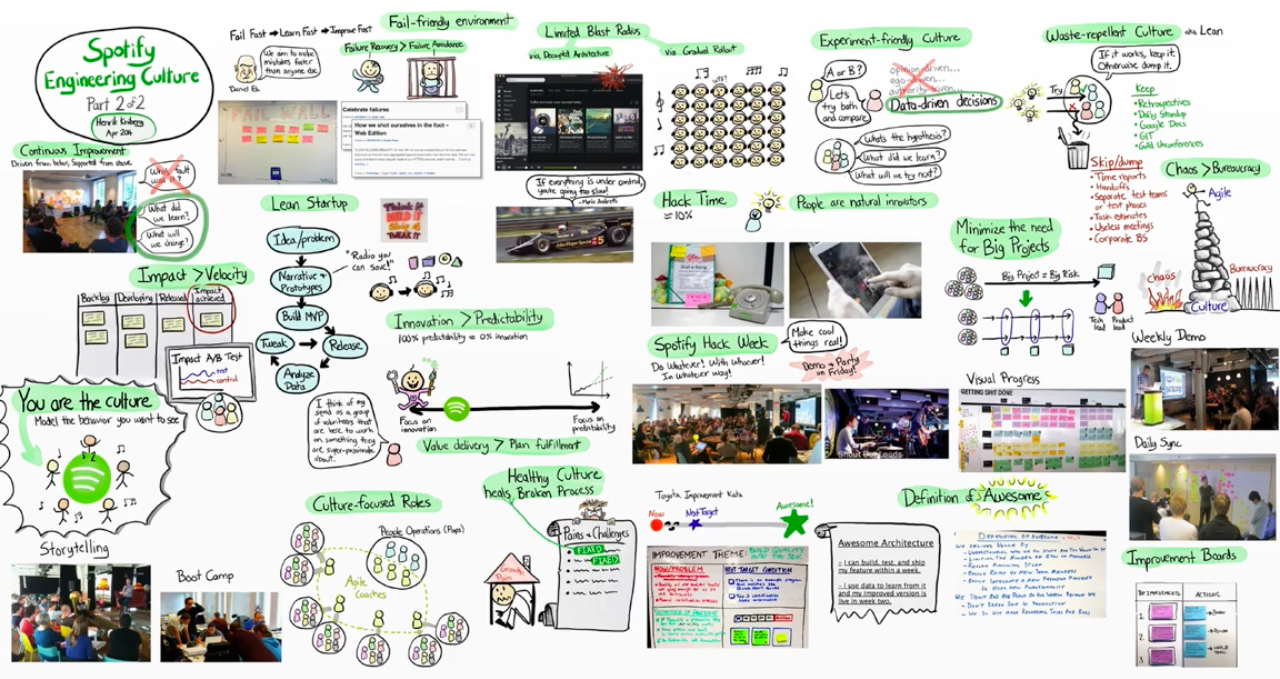 Spotify
Engineering Culture
Part 2 of 2
Henrik Kniberg
Apr 2014
Fail Fast → Learn Fast → Improve Fast
Fail-friendly environment
We aim to make
mistakes faster
than anyone else
Daniel Ek
Failure Recovery > Failure Avoidance
FAIL WALL
Celebrate failures
How we shot ourselves in the foot –
Web Edition
Limited Blast Radius
via Decoupled Architecture
via Gradual Rollout
If everything is under control,
you're going too slow!
- Mario Andretti
Experiment-friendly Culture
A or B?
Let's
try both
and compare
opinion-driven...
ego-driven...
authority-driven...
Data-driven decisions
What's the hypothesis?
What did we learn?
What will we try next?
Waste-repellent Culture aka Lean
If it works, keep it.
Otherwise dump it.
Try
Keep
• Retrospectives
• Daily Standup
• Google Docs
• GIT
• Guild Unconferences
Skip/dump
• Time reports
• Handoffs
• Separate test teams
or test phases
• Task estimates
• Useless meetings
• Corporate BS
Chaos > Bureaucracy
Agile
Chaos
Bureaucracy
Culture
Continuous Improvement
Driven from below, Supported from above
Whose fault
was it?
What did
we learn?
What will
we change?
Lean Startup
Think it
BUILD IT
SHIP IT
TWEAK IT
Idea/problem
Narrative +
Prototypes
"Radio you
can save!"
Build MVP
Tweak
Release
Analyze
Data
Impact > Velocity
Backlog
Developing
Released
Impact
achieved
Impact A/B Test
test
control
Innovation > Predictability
100% predictability = 0% innovation
Focus on
innovation
Focus on
predictability
Value delivery > Plan fulfillment
I think of my
squad as a group
of volunteers that
are here to work
on something they
are super-passionate
about.
Hack Time
≈ 10%
People are natural innovators
Spotify Hack Week
Do Whatever! With Whoever!
In Whatever way!
Make cool
things real!
Demo + Party
on Friday!
Shout Out Louds
Minimize the need
for Big Projects
Big Project = Big Risk
Tech
lead
Product
lead
Visual Progress
GETTING SHIT DONE
Weekly Demo
Daily Sync
Improvement Boards
TOP IMPROVEMENTS
ACTIONS
1.
2.
3.
You are the culture
Model the behavior you want to see
Storytelling
Boot Camp
Culture-focused Roles
People Operations (Pops)
Agile
Coaches
Healthy Culture
heals Broken Process
Growth
Pain
Pains & Challenges
FIXED
FIXED
Toyota Improvement Kata
Now
Next Target
Awesome!
IMPROVEMENT THEME: BUILD QUALITY
NOW/PROBLEM
NEXT TARGET CONDITION
DEFINITION OF AWESOME
Definition of Awesome
Awesome Architecture
– I can build, test, and ship
my feature within a week.
– I use data to learn from it
and my improved version is
live in week two.
DEFINITION OF AWESOME